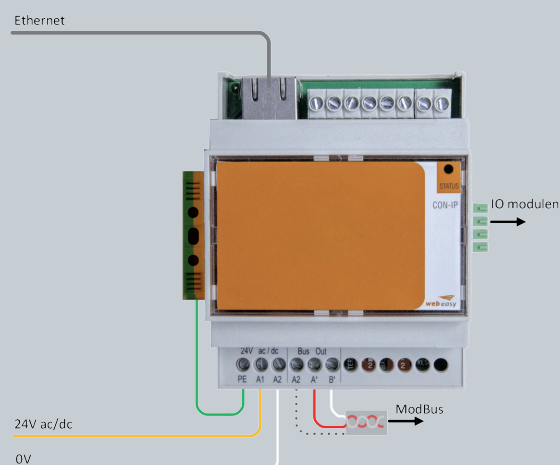 Ethernet
STATUS
CON-IP
IO modulen
webeasy
24V ac / dc Bus Out
PE A1 A2 A2 A' B'
ModBus
24V ac/dc
0V